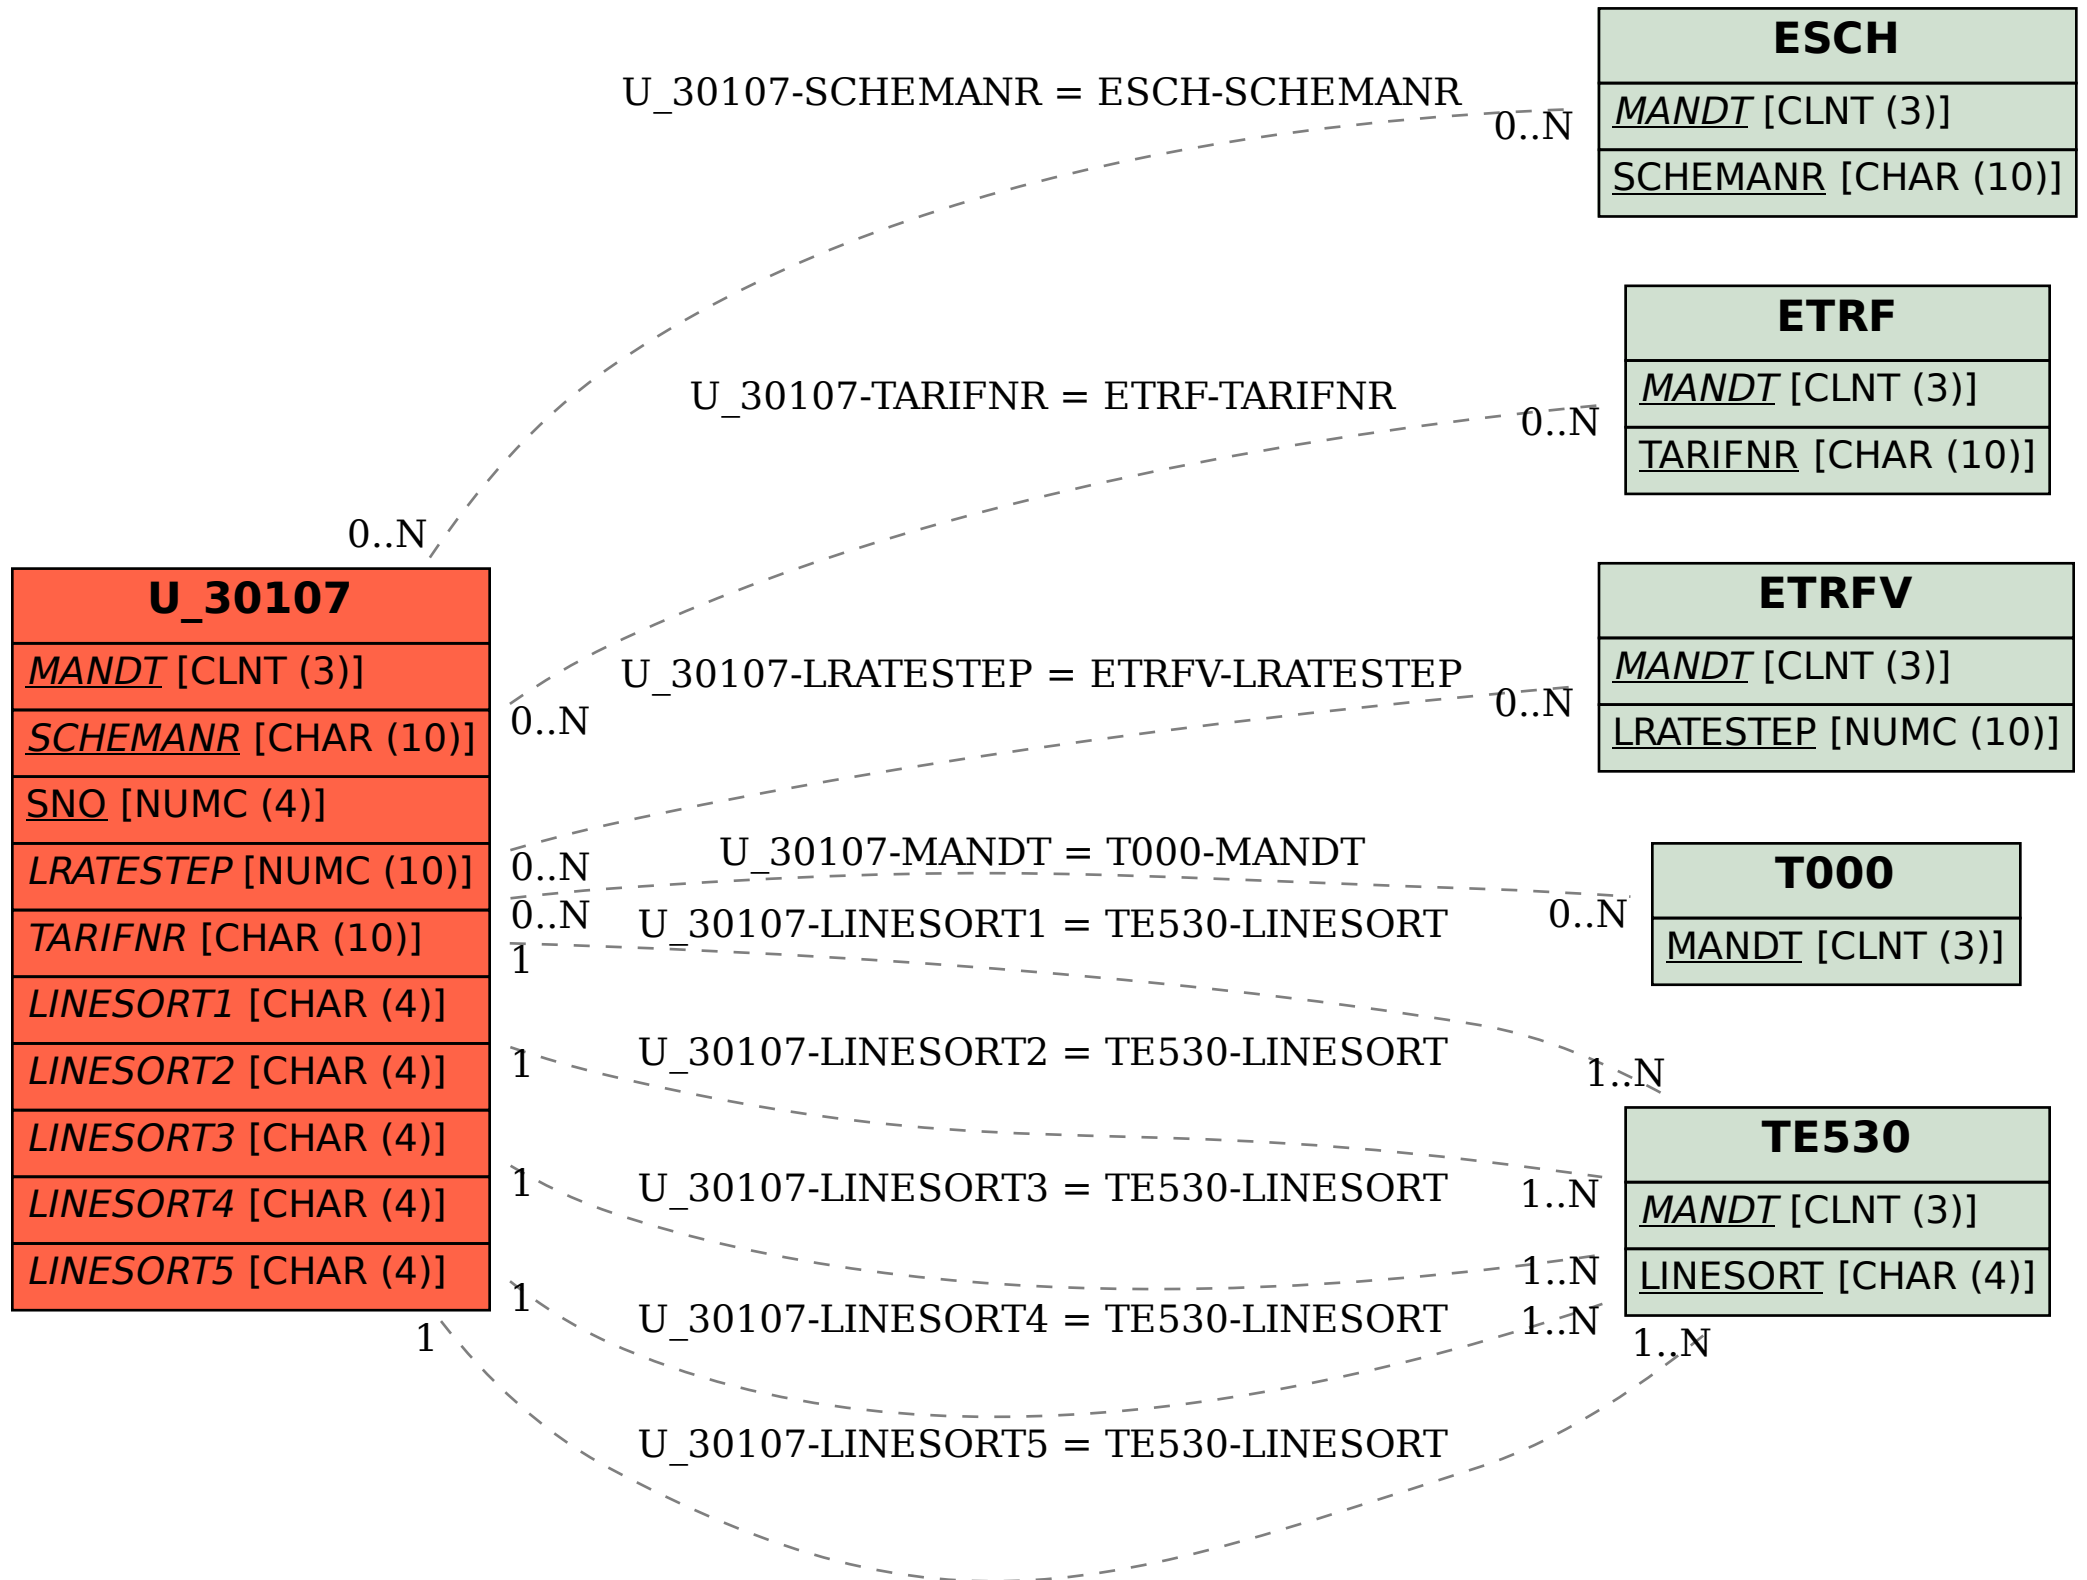 ESCH
MANDT [CLNT (3)]
SCHEMANR [CHAR (10)]
U_30107-SCHEMANR = ESCH-SCHEMANR
0..N
0..N
ETRF
MANDT [CLNT (3)]
TARIFNR [CHAR (10)]
U_30107-TARIFNR = ETRF-TARIFNR
0..N
0..N
U_30107
MANDT [CLNT (3)]
SCHEMANR [CHAR (10)]
SNO [NUMC (4)]
LRATESTEP [NUMC (10)]
TARIFNR [CHAR (10)]
LINESORT1 [CHAR (4)]
LINESORT2 [CHAR (4)]
LINESORT3 [CHAR (4)]
LINESORT4 [CHAR (4)]
LINESORT5 [CHAR (4)]
ETRFV
MANDT [CLNT (3)]
LRATESTEP [NUMC (10)]
U_30107-LRATESTEP = ETRFV-LRATESTEP
0..N
0..N
U_30107-MANDT = T000-MANDT
0..N
0..N
T000
MANDT [CLNT (3)]
U_30107-LINESORT1 = TE530-LINESORT
1
1..N
U_30107-LINESORT2 = TE530-LINESORT
1
1..N
TE530
MANDT [CLNT (3)]
LINESORT [CHAR (4)]
U_30107-LINESORT3 = TE530-LINESORT
1
1..N
U_30107-LINESORT4 = TE530-LINESORT
1
1..N
U_30107-LINESORT5 = TE530-LINESORT
1
1..N